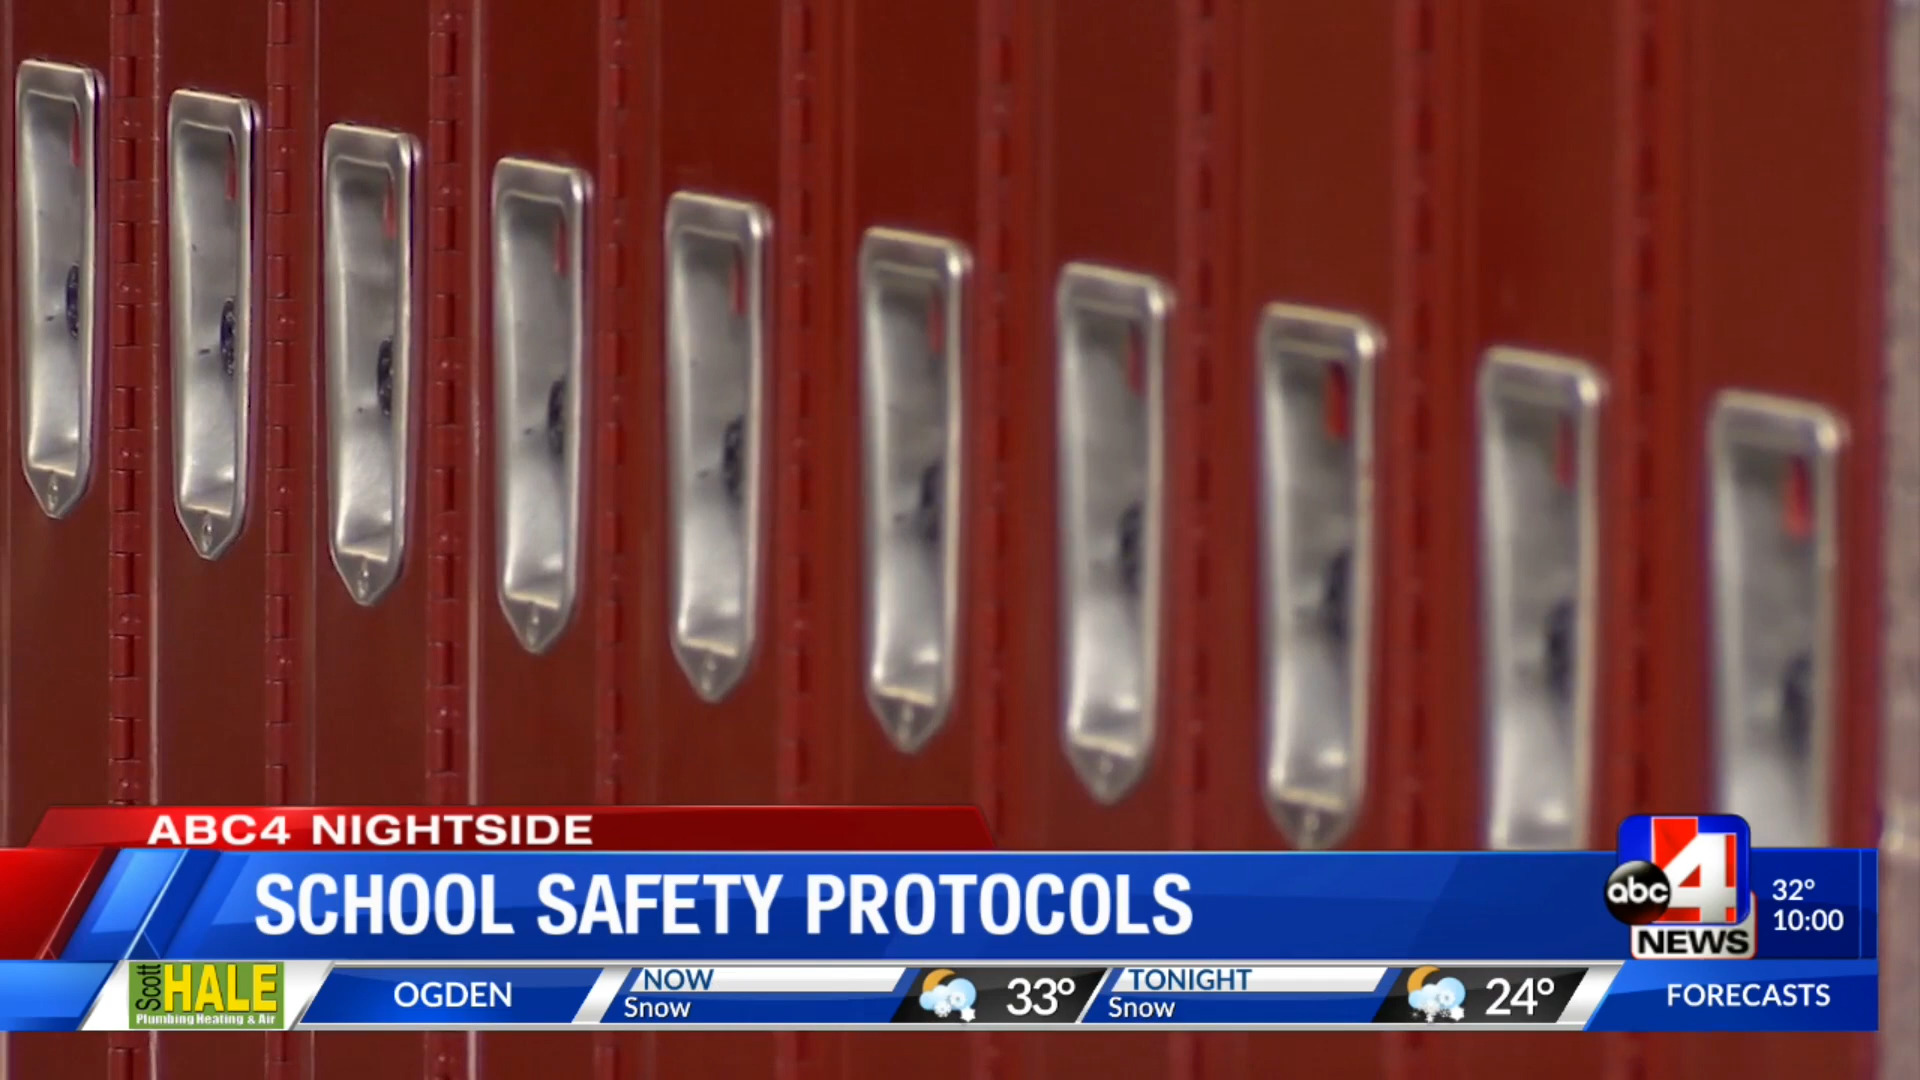 ABC4 NIGHTSIDE
SCHOOL SAFETY PROTOCOLS
abc 4
NEWS
32°
10:00
Scott HALE
Plumbing Heating & Air
OGDEN
NOW
Snow
33°
TONIGHT
Snow
24°
FORECASTS